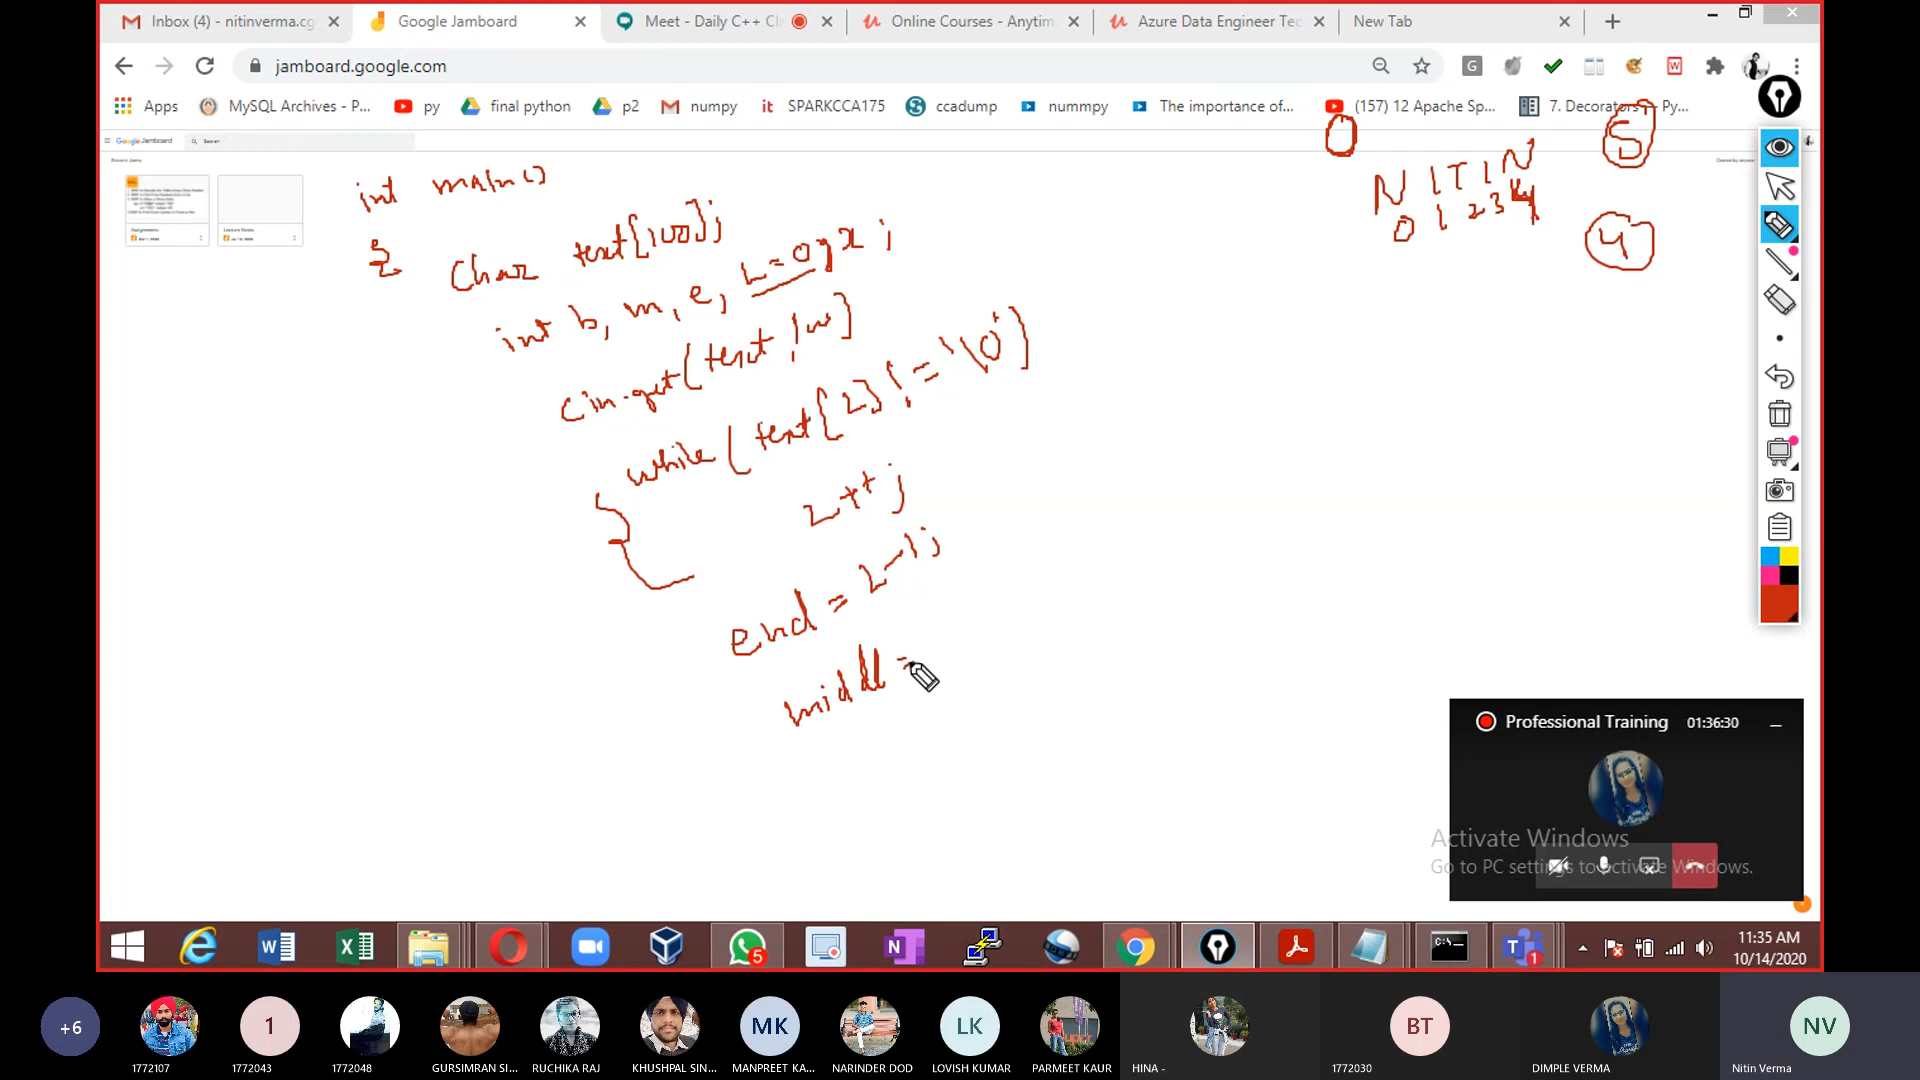 Inbox (4) - nitinverma.cg
Google Jamboard
Meet - Daily C++ Cl
Online Courses - Anytim
Azure Data Engineer Tec
New Tab
jamboard.google.com
Apps
MySQL Archives - P...
py
final python
p2
numpy
it SPARKCCA175
ccadump
nummpy
The importance of...
(157) 12 Apache Sp...
7. Decorators - Py...
Google Jamboard
Search
int main()
{ Char text[100];
int b, m, e, L=0, x;
cin.get(text,
while (text[L] != '\0')
L++;
end = L-1;
middl =
0
N I T I N
0 1 2 3 4
5
4
Professional Training 01:36:30
Activate Windows
Go to PC settings to activate Windows.
5
1
11:35 AM
10/14/2020
+6
1772107
1
1772043
1772048
GURSIMRAN SI...
RUCHIKA RAJ
KHUSHPAL SIN...
MK
MANPREET KA...
NARINDER DOD
LK
LOVISH KUMAR
PARMEET KAUR
HINA -
BT
1772030
DIMPLE VERMA
NV
Nitin Verma